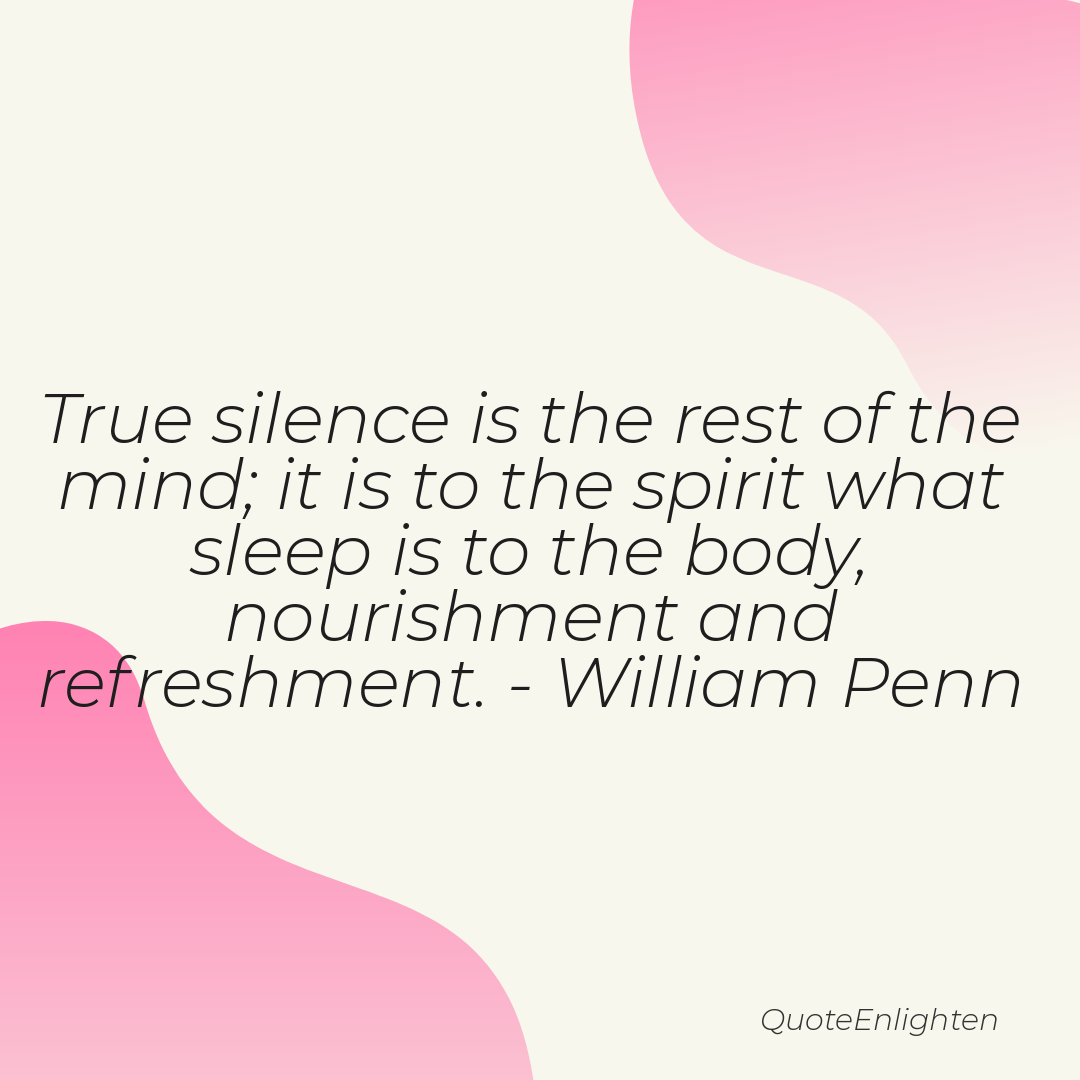 True silence is the rest of the
mind; it is to the spirit what
sleep is to the body,
nourishment and
refreshment. - William Penn
QuoteEnlighten